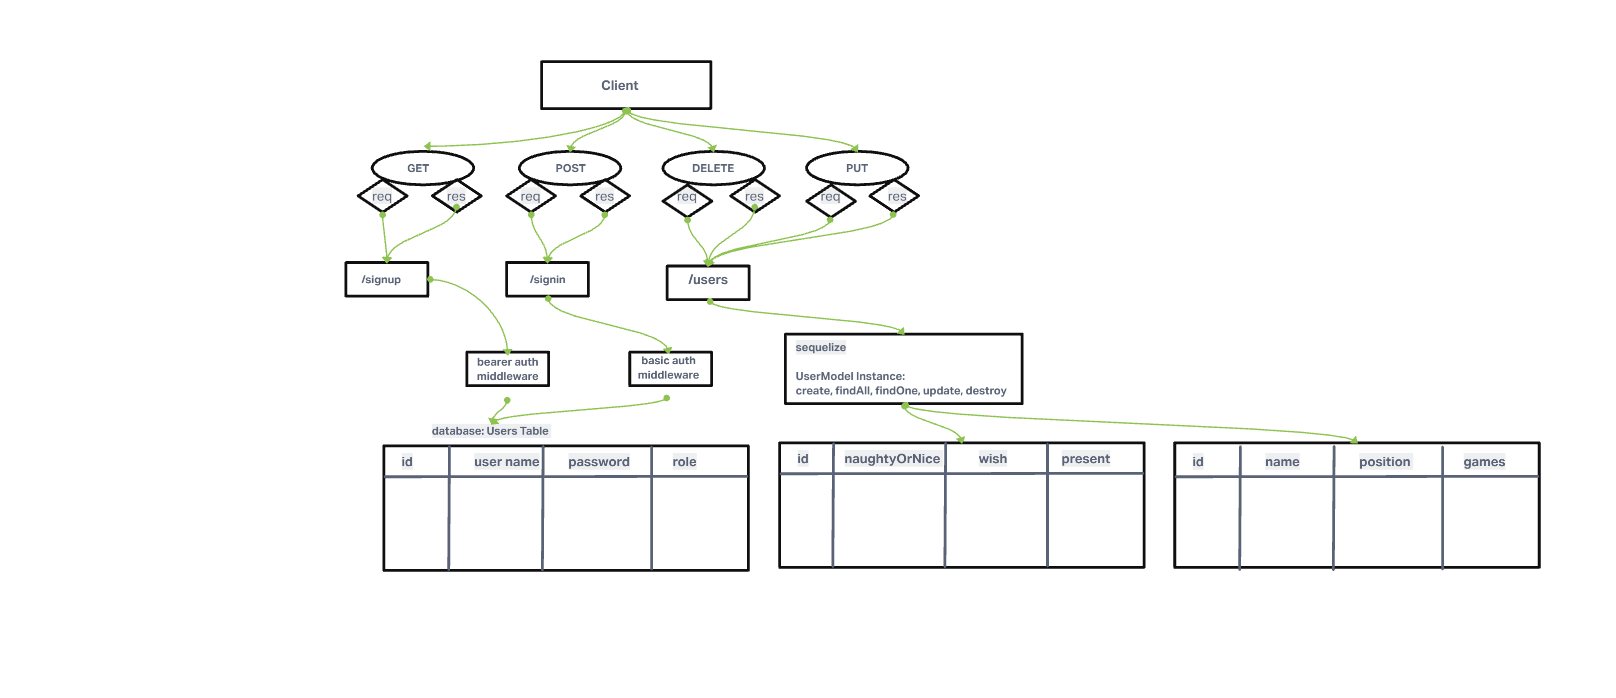 Client
GET
POST
DELETE
PUT
req
res
req
res
req
res
req
res
/signup
/signin
/users
sequelize
UserModel Instance:
create, findAll, findOne, update, destroy
bearer auth
middleware
basic auth
middleware
database: Users Table
id
user name
password
role
id
naughtyOrNice
wish
present
id
name
position
games